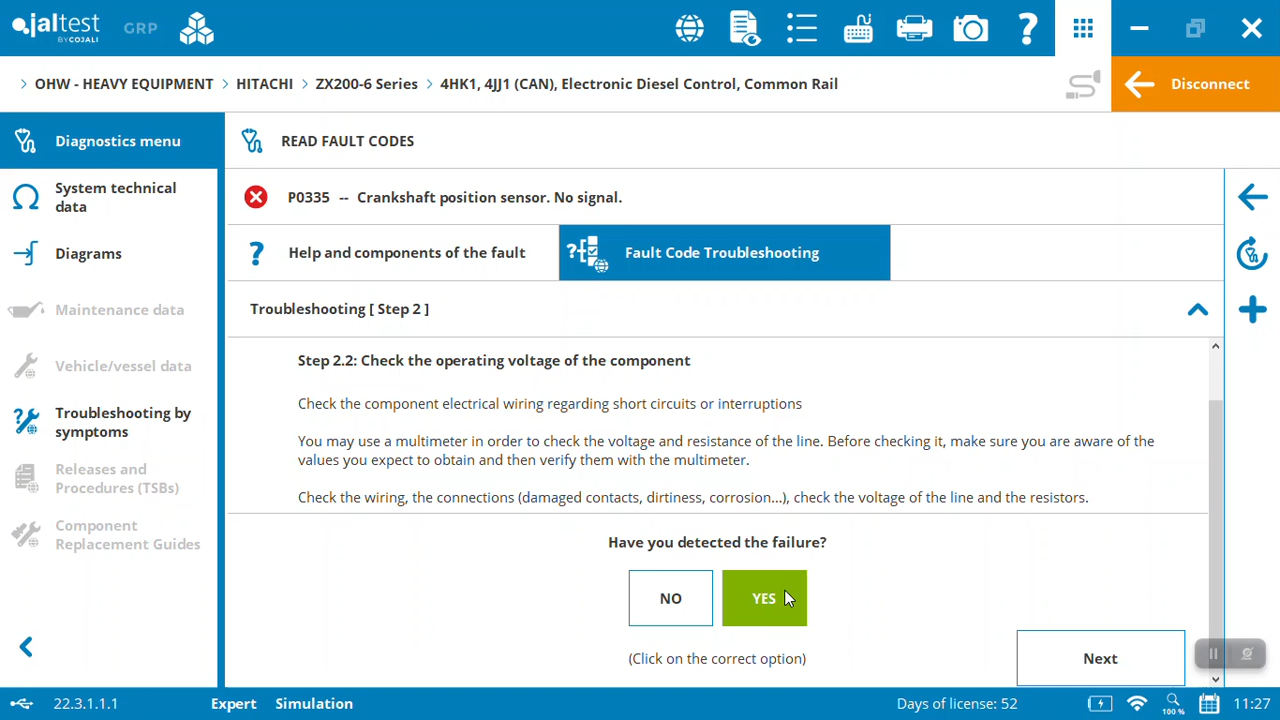 jaltest
BY COJALI
GRP
OHW - HEAVY EQUIPMENT > HITACHI > ZX200-6 Series > 4HK1, 4JJ1 (CAN), Electronic Diesel Control, Common Rail
Disconnect
Diagnostics menu
System technical
data
Diagrams
Maintenance data
Vehicle/vessel data
Troubleshooting by
symptoms
Releases and
Procedures (TSBs)
Component
Replacement Guides
READ FAULT CODES
P0335 -- Crankshaft position sensor. No signal.
Help and components of the fault
Fault Code Troubleshooting
Troubleshooting [ Step 2 ]
Step 2.2: Check the operating voltage of the component
Check the component electrical wiring regarding short circuits or interruptions
You may use a multimeter in order to check the voltage and resistance of the line. Before checking it, make sure you are aware of the
values you expect to obtain and then verify them with the multimeter.
Check the wiring, the connections (damaged contacts, dirtiness, corrosion...), check the voltage of the line and the resistors.
Have you detected the failure?
NO
YES
(Click on the correct option)
Next
22.3.1.1.1
Expert
Simulation
Days of license: 52
100 %
11:27